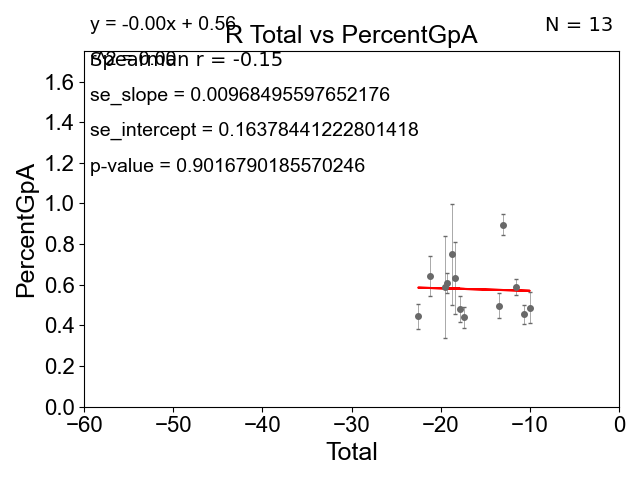 y = -0.00x + 0.56
N = 13
R Total vs PercentGpA
Spearman r = -0.15
se_slope = 0.00968495597652176
se_intercept = 0.16378441222801418
p-value = 0.9016790185570246
PercentGpA
1.6
1.4
1.2
1.0
0.8
0.6
0.4
0.2
0.0
−60 −50 −40 −30 −20 −10 0
Total